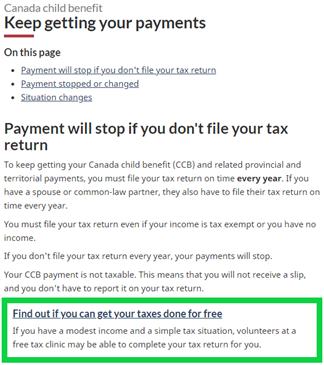 Canada child benefit
Keep getting your payments
On this page
Payment will stop if you don't file your tax return
Payment stopped or changed
Situation changes
Payment will stop if you don't file your tax
return
To keep getting your Canada child benefit (CCB) and related provincial and
territorial payments, you must file your tax return on time every year. If you
have a spouse or common-law partner, they also have to file their tax return on
time every year.
You must file your tax return even if your income is tax exempt or you have no
income.
If you don't file your tax return every year, your payments will stop.
Your CCB payment is not taxable. This means that you will not receive a slip,
and you don't have to report it on your tax return.
Find out if you can get your taxes done for free
If you have a modest income and a simple tax situation, volunteers at a
free tax clinic may be able to complete your tax return for you.